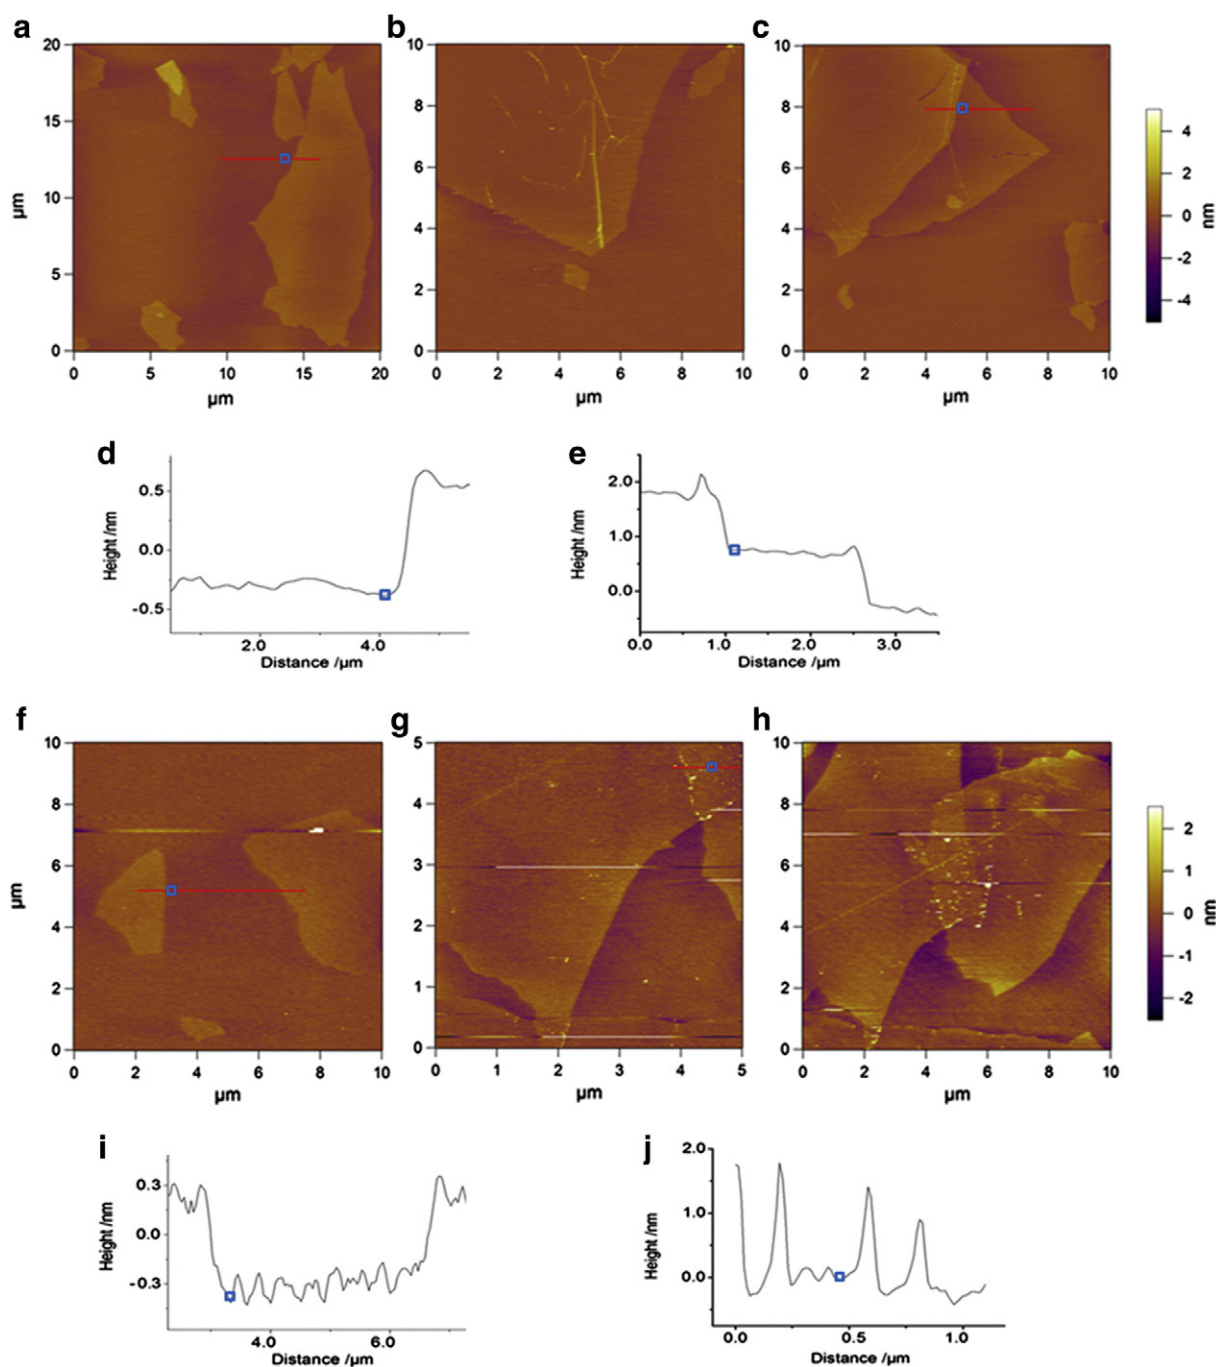 a b c
20 15 10 5 0
µm
0 5 10 15 20
µm
10 8 6 4 2 0
0 2 4 6 8 10
µm
10 8 6 4 2 0
0 2 4 6 8 10
µm
4 2 0 -2 -4
nm
d e
0.5 0.0 -0.5
Height /nm
2.0 4.0
Distance /µm
2.0 1.0 0.0
Height /nm
0.0 1.0 2.0 3.0
Distance /µm
f g h
10 8 6 4 2 0
µm
0 2 4 6 8 10
µm
5 4 3 2 1 0
0 1 2 3 4 5
µm
10 8 6 4 2 0
0 2 4 6 8 10
µm
2 1 0 -1 -2
nm
i j
0.3 0.0 -0.3
Height /nm
4.0 6.0
Distance /µm
2.0 1.0 0.0
Height /nm
0.0 0.5 1.0
Distance /µm